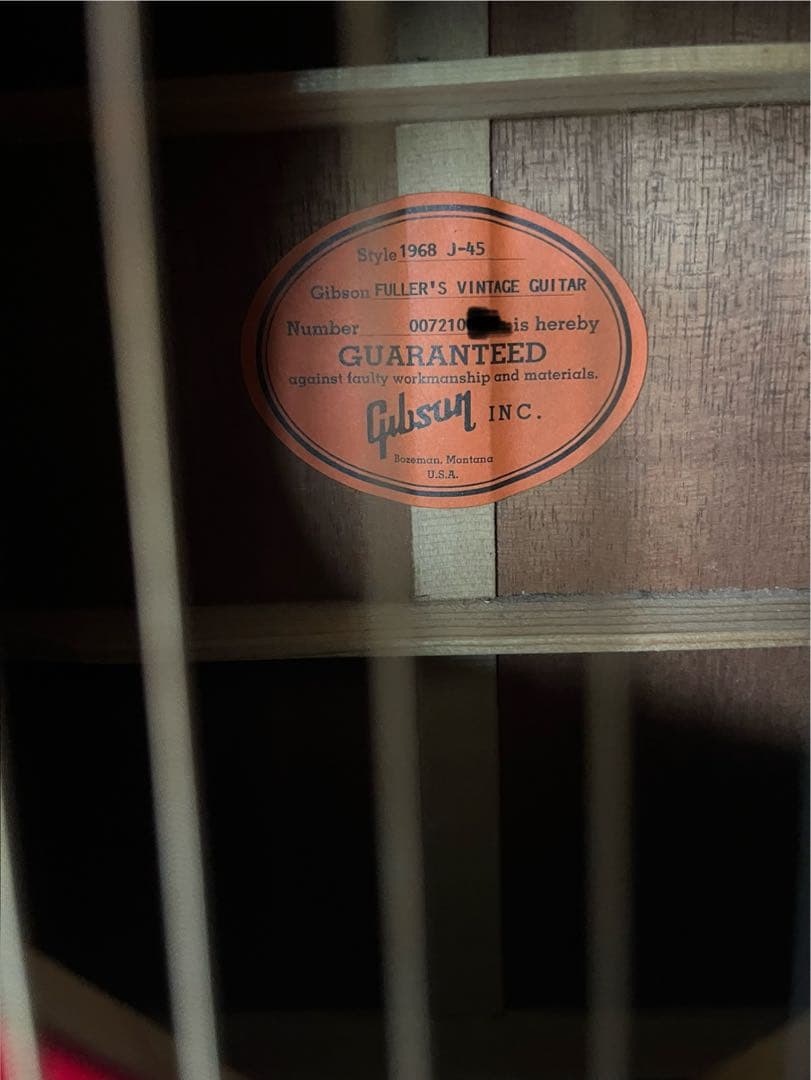 Style 1968 J-45
Gibson FULLER'S VINTAGE GUITAR
Number 007210 is hereby
GUARANTEED
against faulty workmanship and materials.
Gibson INC.
Bozeman, Montana
U.S.A.